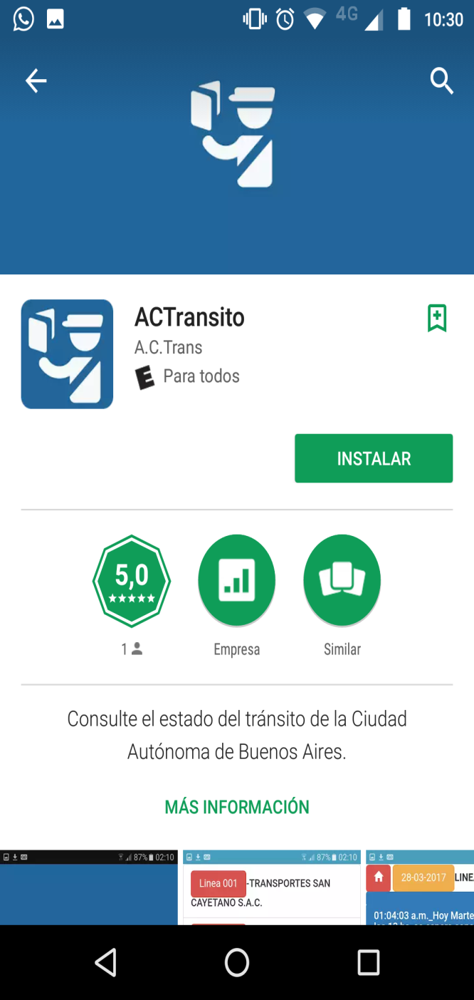 4G 10:30
ACTransito
A.C.Trans
E Para todos
INSTALAR
5,0
1
Empresa
Similar
Consulte el estado del tránsito de la Ciudad
Autónoma de Buenos Aires.
MÁS INFORMACIÓN
87% 02:10
87% 02:10
Linea 001 -TRANSPORTES SAN
CAYETANO S.A.C.
28-03-2017 LINE
01:04:03 a.m._Hoy Marte